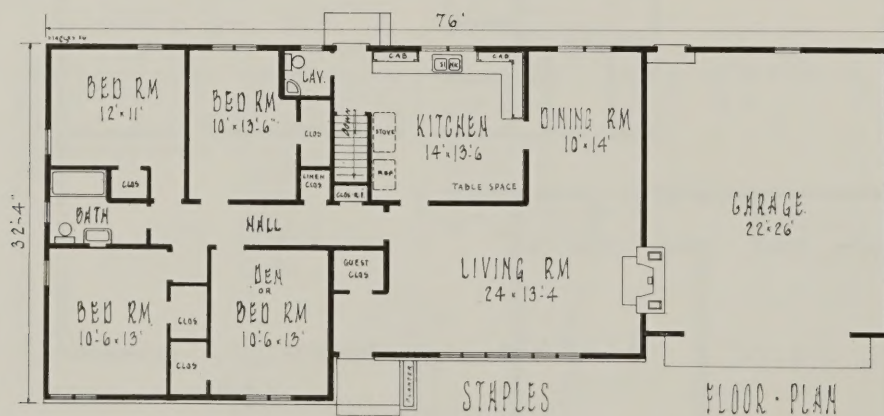 76'
32'-4"
BED RM
12' x 11'
BED RM
10' x 13'-6"
LAV.
CLOS
LINEN
CLOS
DOWN
CLOS
CAB
SINK
CAB
STOVE
REF
KITCHEN
14' x 13'-6
TABLE SPACE
DINING RM
10' x 14'
GARAGE
22' x 26'
CLOS
BATH
HALL
BED RM
10'-6 x 13'
CLOS
CLOS
DEN
OR
BED RM
10'-6 x 13'
GUEST
CLOS
LIVING RM
24 x 13'-4
PLANTER
STAPLES
FLOOR - PLAN